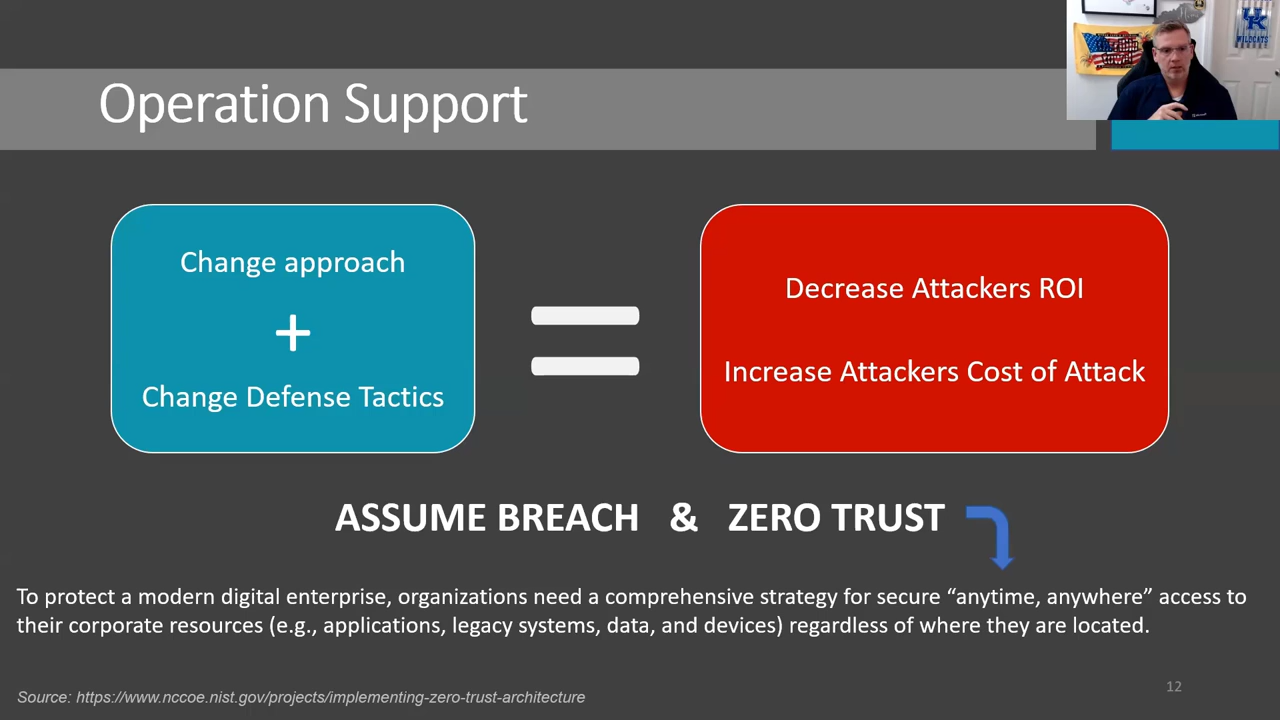 Operation Support
WILDCATS
Change approach
+
Change Defense Tactics
=
Decrease Attackers ROI
Increase Attackers Cost of Attack
ASSUME BREACH & ZERO TRUST
To protect a modern digital enterprise, organizations need a comprehensive strategy for secure “anytime, anywhere” access to
their corporate resources (e.g., applications, legacy systems, data, and devices) regardless of where they are located.
Source: https://www.nccoe.nist.gov/projects/implementing-zero-trust-architecture
12